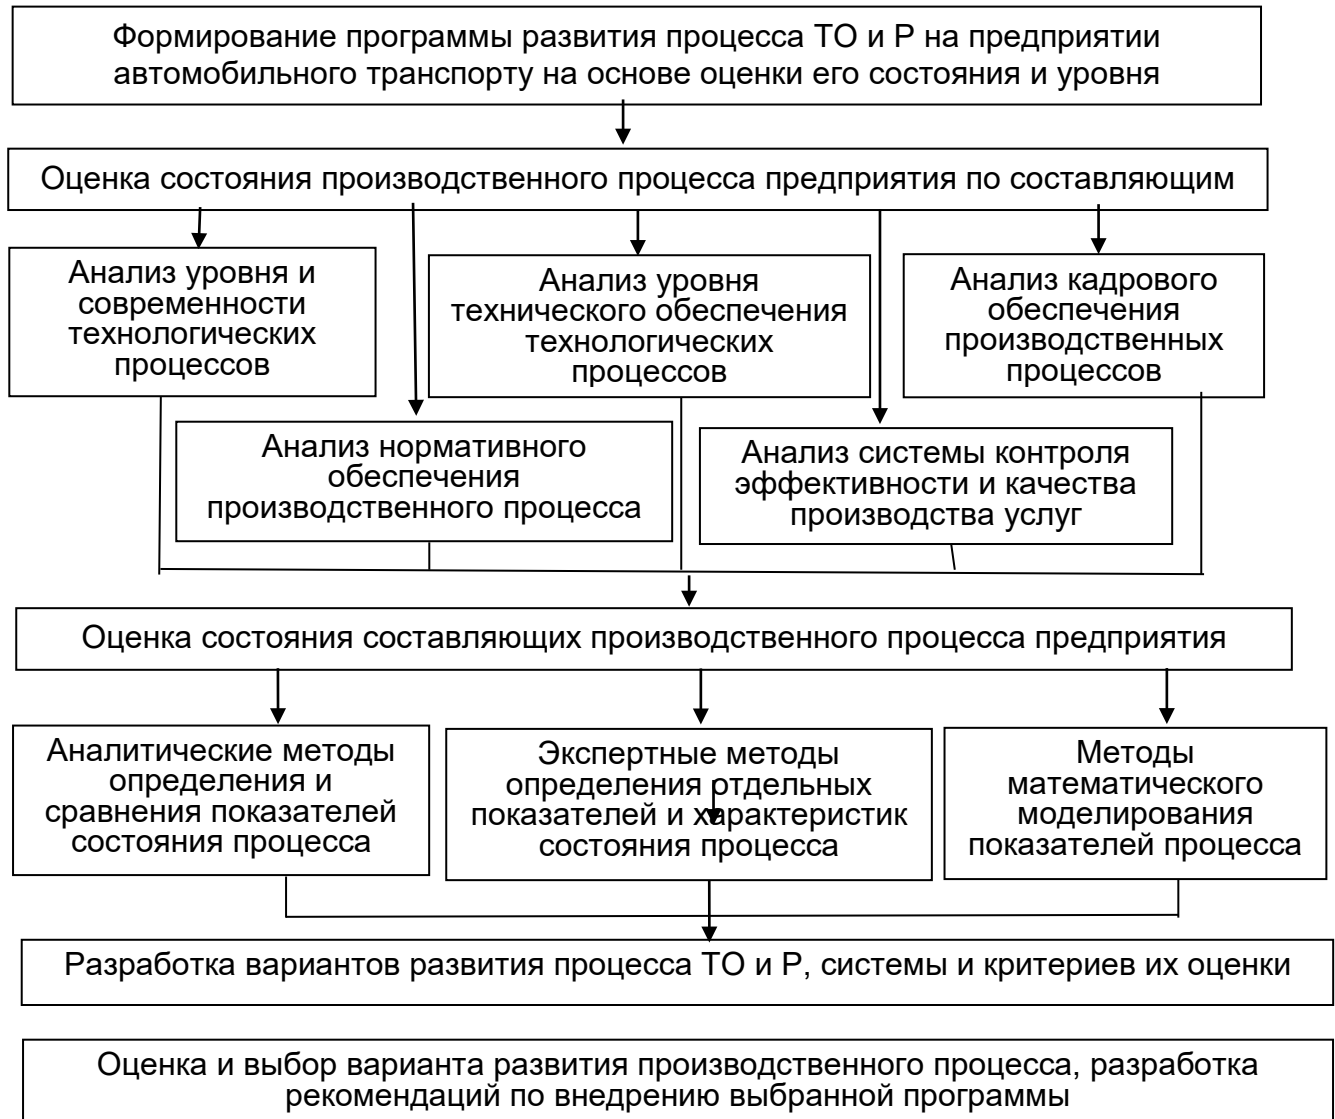 Формирование программы развития процесса ТО и Р на предприятии
автомобильного транспорту на основе оценки его состояния и уровня
Оценка состояния производственного процесса предприятия по составляющим
Анализ уровня и
современности
технологических
процессов
Анализ уровня
технического обеспечения
технологических
процессов
Анализ кадрового
обеспечения
производственных
процессов
Анализ нормативного
обеспечения
производственного процесса
Анализ системы контроля
эффективности и качества
производства услуг
Оценка состояния составляющих производственного процесса предприятия
Аналитические методы
определения и
сравнения показателей
состояния процесса
Экспертные методы
определения отдельных
показателей и характеристик
состояния процесса
Методы
математического
моделирования
показателей процесса
Разработка вариантов развития процесса ТО и Р, системы и критериев их оценки
Оценка и выбор варианта развития производственного процесса, разработка
рекомендаций по внедрению выбранной программы